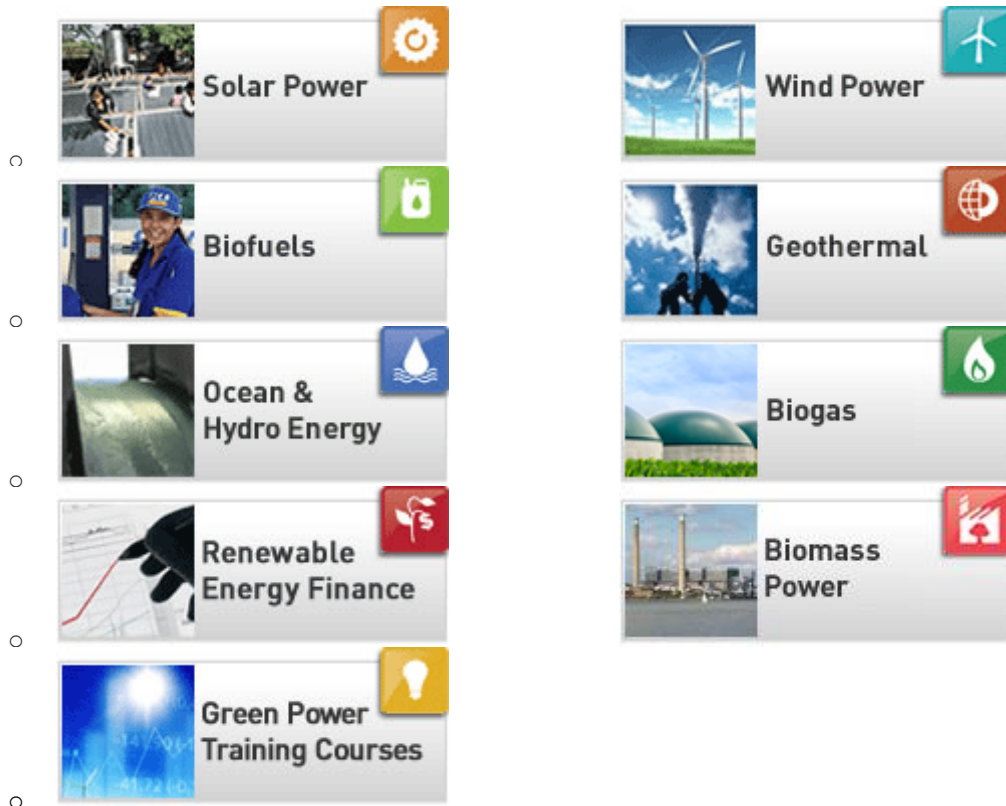 Solar Power
Wind Power
Biofuels
Geothermal
Ocean &
Hydro Energy
Biogas
Renewable
Energy Finance
Biomass
Power
Green Power
Training Courses